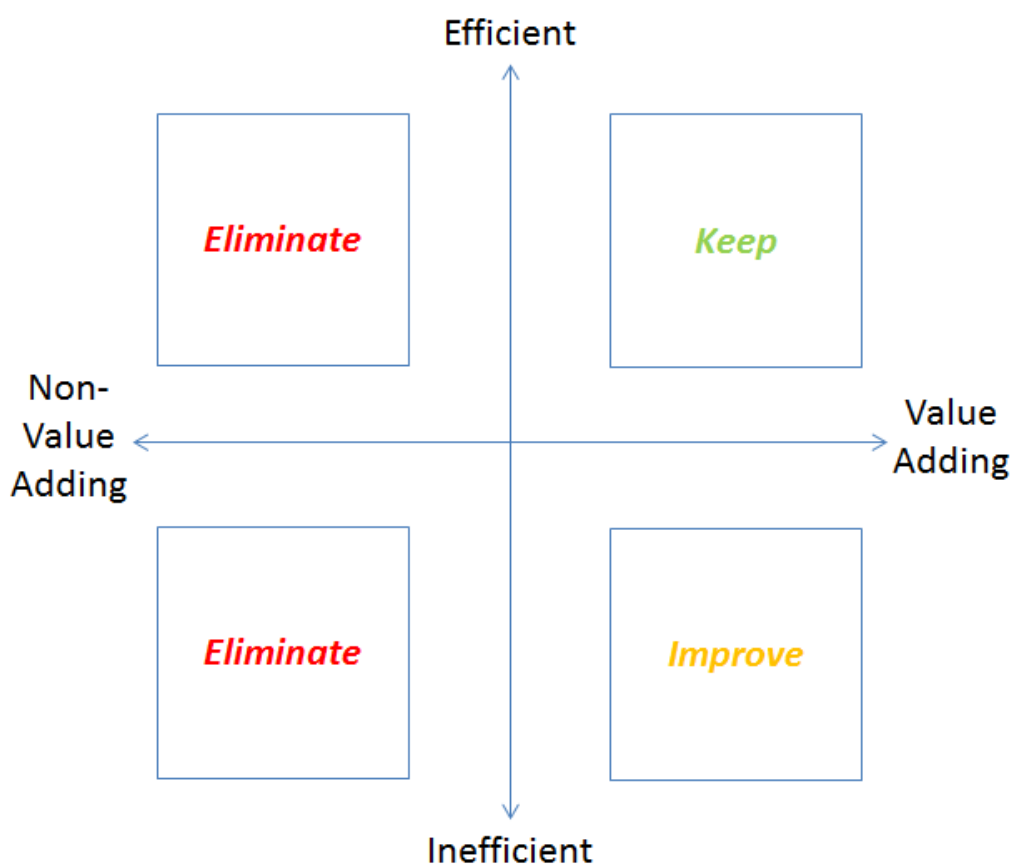 Efficient
Eliminate
Keep
Non-
Value
Adding
Value
Adding
Eliminate
Improve
Inefficient